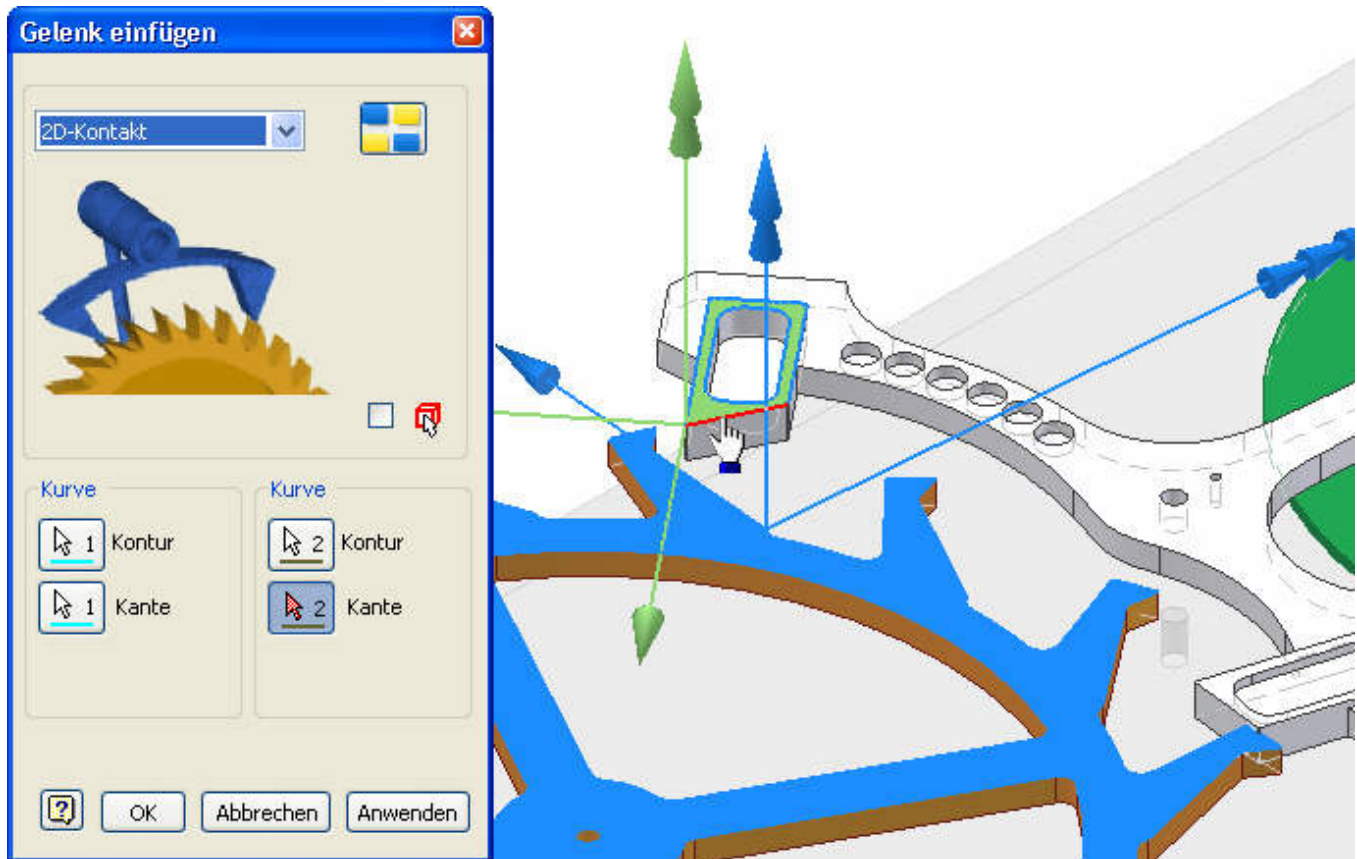 Gelenk einfügen
2D-Kontakt
Kurve
Kurve
1 Kontur
2 Kontur
1 Kante
2 Kante
OK
Abbrechen
Anwenden